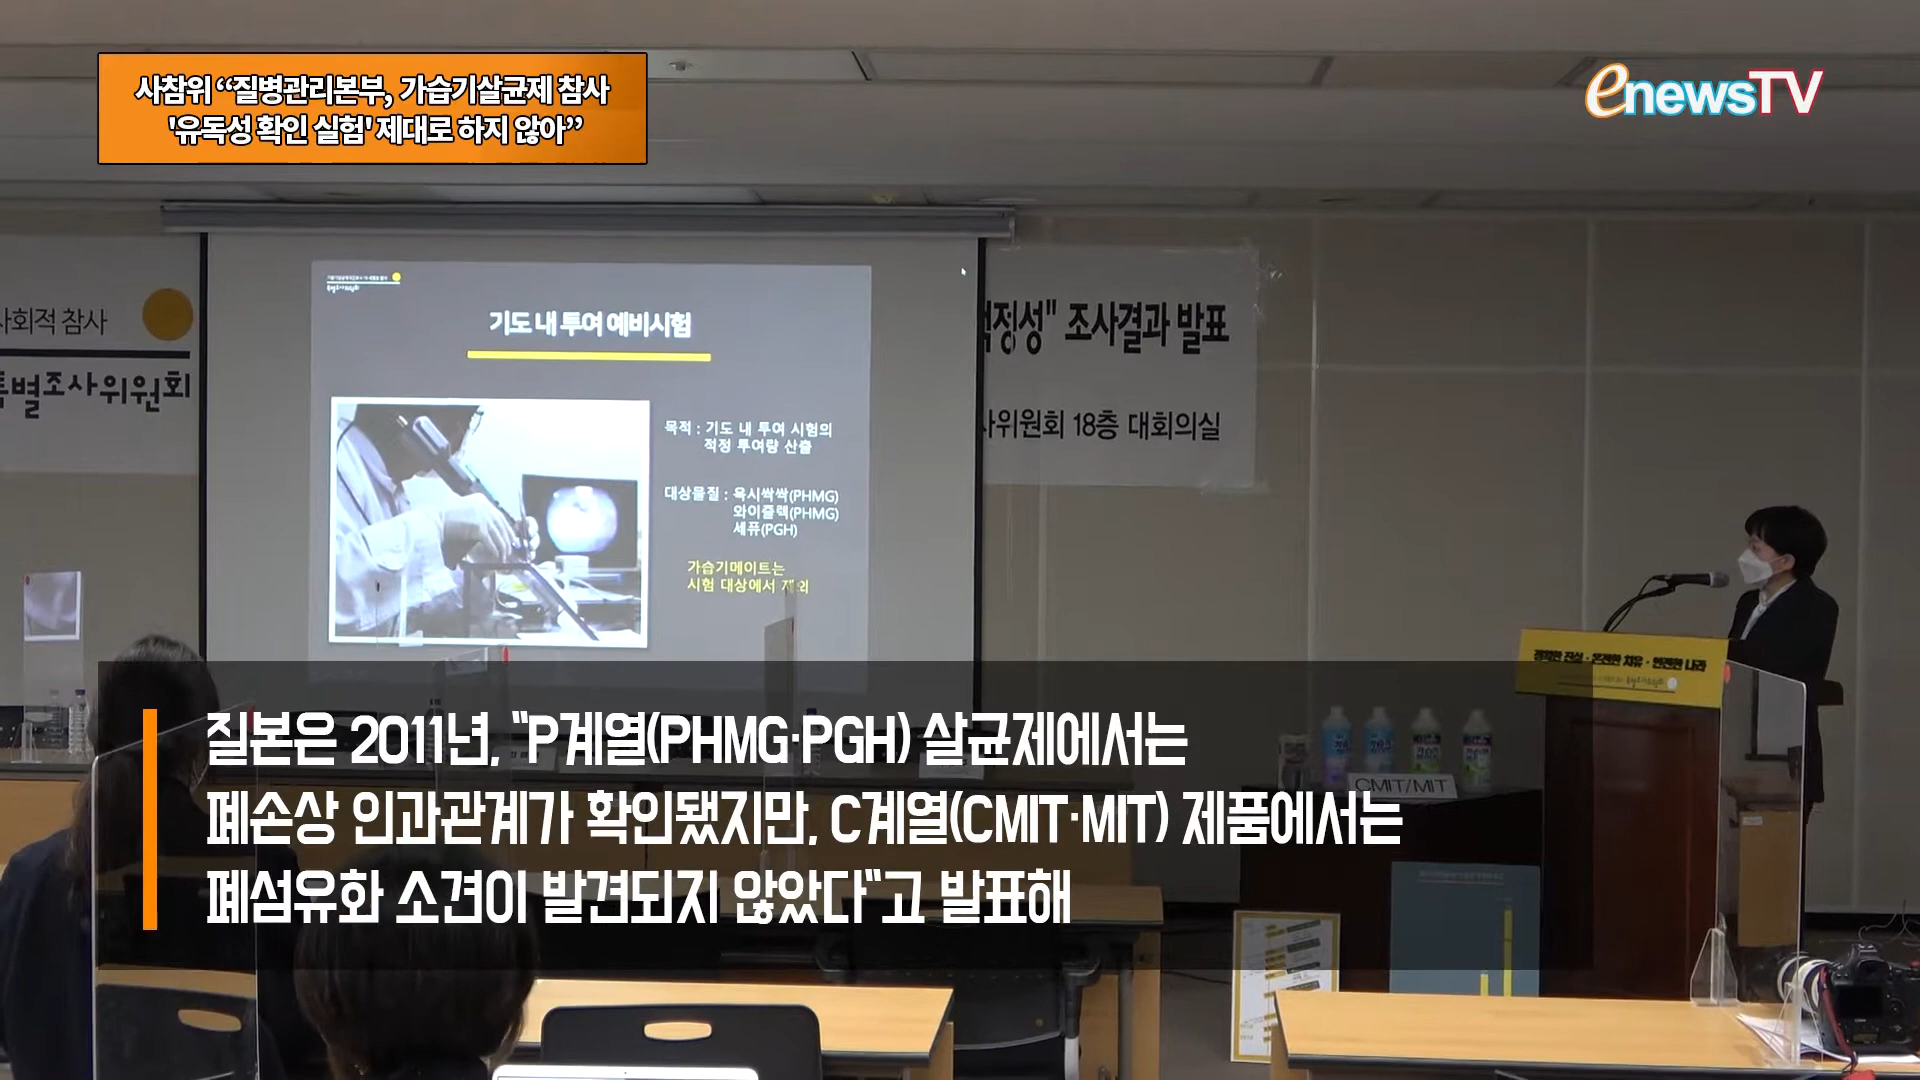 사참위 “질병관리본부, 가습기살균제 참사
'유독성 확인 실험' 제대로 하지 않아”
enewsTV
사회적 참사
특별조사위원회
기도 내 투여 예비시험
목적 : 기도 내 투여 시험의
적정 투여량 산출
대상물질 : 옥시싹싹(PHMG)
와이즐렉(PHMG)
세퓨(PGH)
가습기메이트는
시험 대상에서 제외
적정성" 조사결과 발표
사위원회 18층 대회의실
안전한 나라
CMIT/MIT
질본은 2011년, "P계열(PHMG·PGH) 살균제에서는
폐손상 인과관계가 확인됐지만, C계열(CMIT·MIT) 제품에서는
폐섬유화 소견이 발견되지 않았다"고 발표해